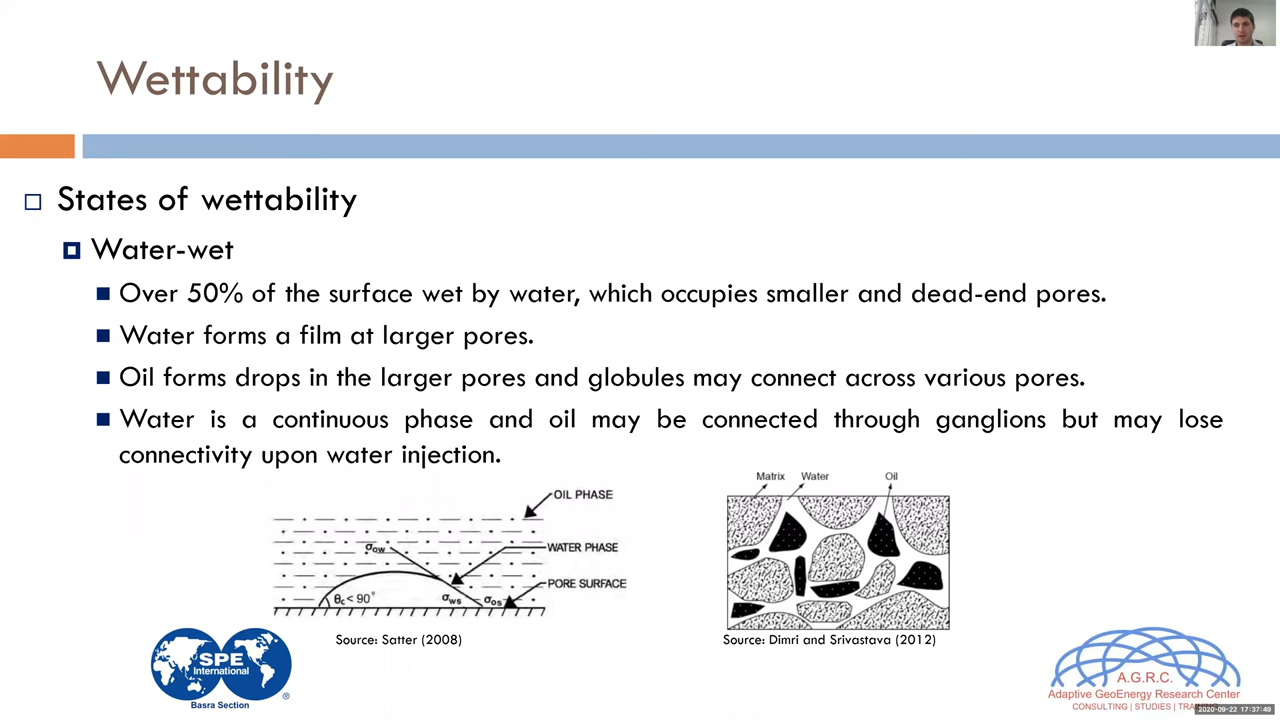 Wettability
States of wettability
Water-wet
Over 50% of the surface wet by water, which occupies smaller and dead-end pores.
Water forms a film at larger pores.
Oil forms drops in the larger pores and globules may connect across various pores.
Water is a continuous phase and oil may be connected through ganglions but may lose
connectivity upon water injection.
OIL PHASE
σow
WATER PHASE
PORE SURFACE
θc < 90°
σws
σos
Source: Satter (2008)
Matrix
Water
Oil
Source: Dimri and Srivastava (2012)
SPE
International
®
Basra Section
A.G.R.C.
Adaptive GeoEnergy Research Center
CONSULTING | STUDIES |
2020-09-22 17:37:49